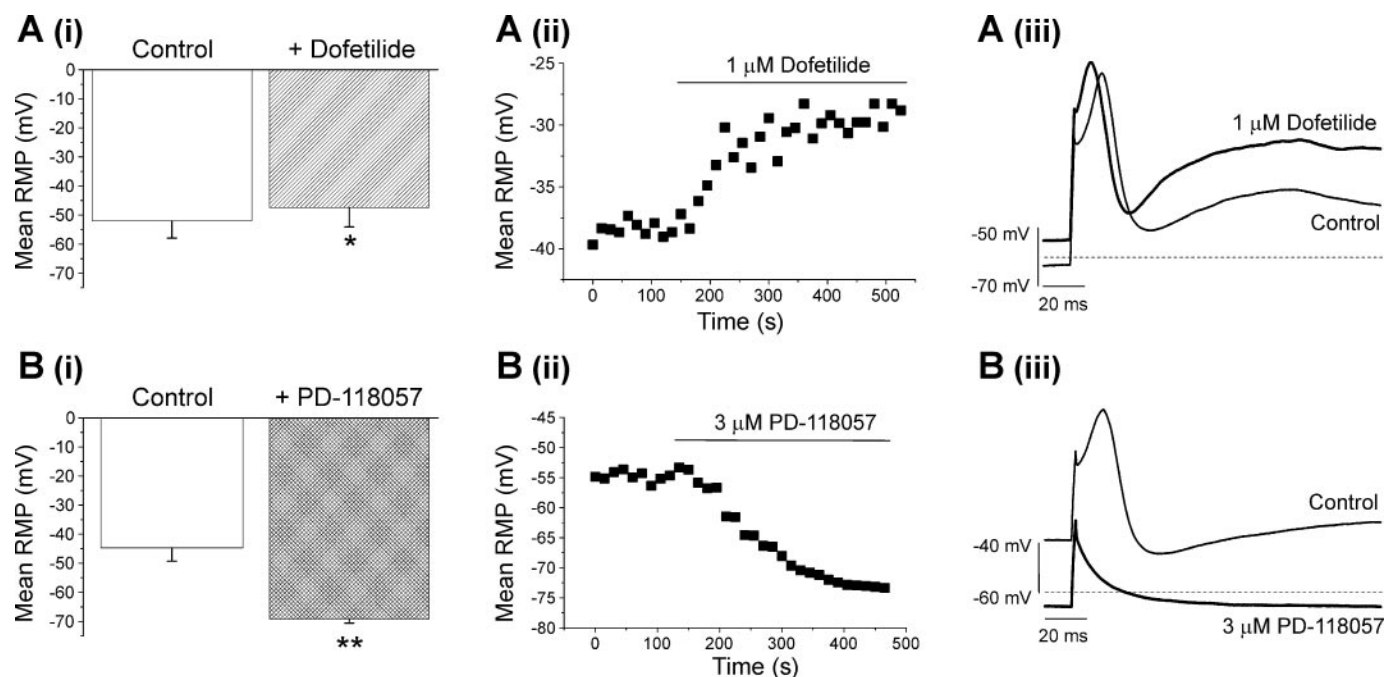 A (i)
Control
+ Dofetilide
0
-10
-20
-30
-40
-50
-60
-70
Mean RMP (mV)
*
A (ii)
1 μM Dofetilide
-25
-30
-35
-40
Mean RMP (mV)
0 100 200 300 400 500
Time (s)
A (iii)
1 μM Dofetilide
Control
-50 mV
-70 mV
20 ms
B (i)
Control
+ PD-118057
0
-10
-20
-30
-40
-50
-60
-70
Mean RMP (mV)
**
B (ii)
3 μM PD-118057
-45
-50
-55
-60
-65
-70
-75
-80
Mean RMP (mV)
0 100 200 300 400 500
Time (s)
B (iii)
Control
-40 mV
-60 mV
20 ms
3 μM PD-118057